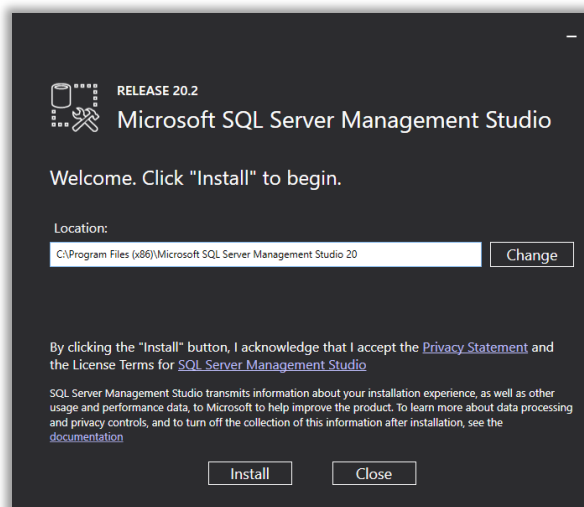 RELEASE 20.2
Microsoft SQL Server Management Studio
Welcome. Click "Install" to begin.
Location:
C:\Program Files (x86)\Microsoft SQL Server Management Studio 20
Change
By clicking the "Install" button, I acknowledge that I accept the Privacy Statement and
the License Terms for SQL Server Management Studio
SQL Server Management Studio transmits information about your installation experience, as well as other
usage and performance data, to Microsoft to help improve the product. To learn more about data processing
and privacy controls, and to turn off the collection of this information after installation, see the
documentation
Install
Close